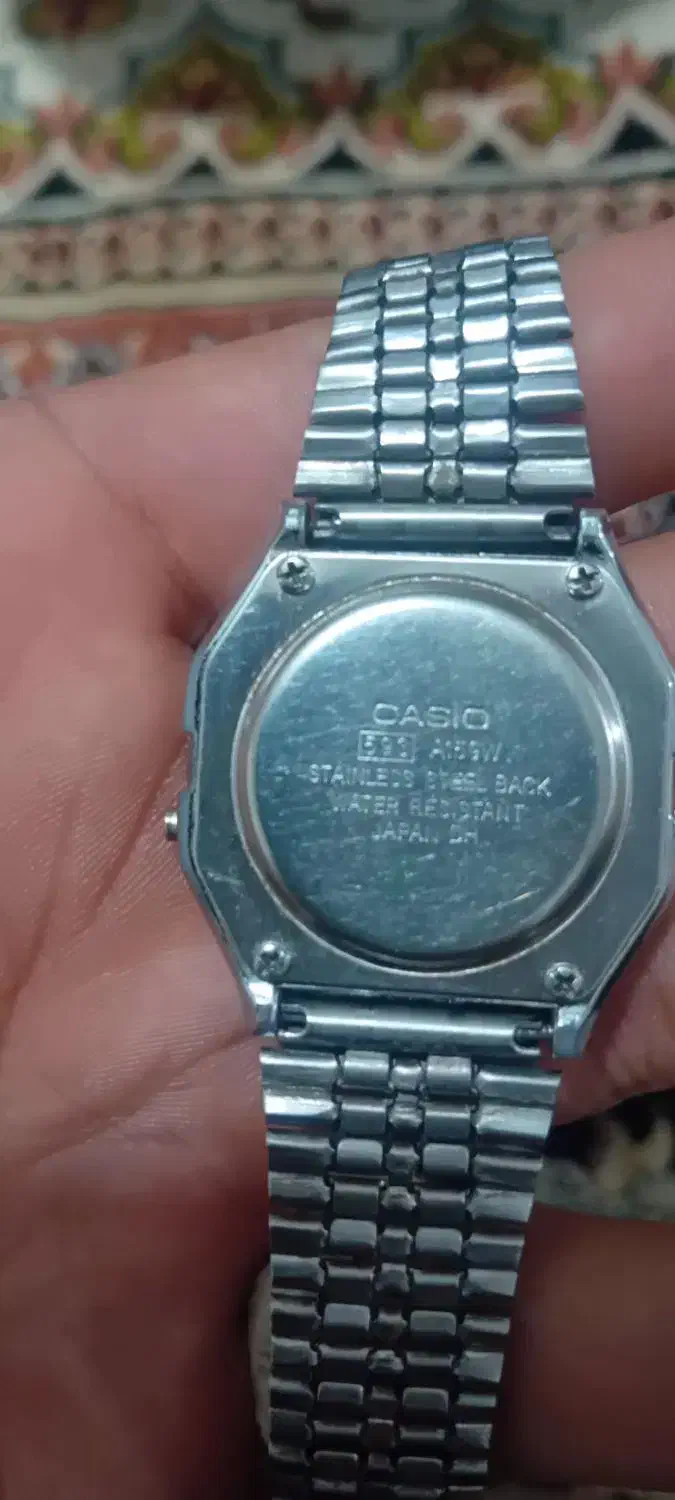 CASIO
593 A159W
STAINLESS STEEL BACK
WATER RESISTANT
JAPAN DH